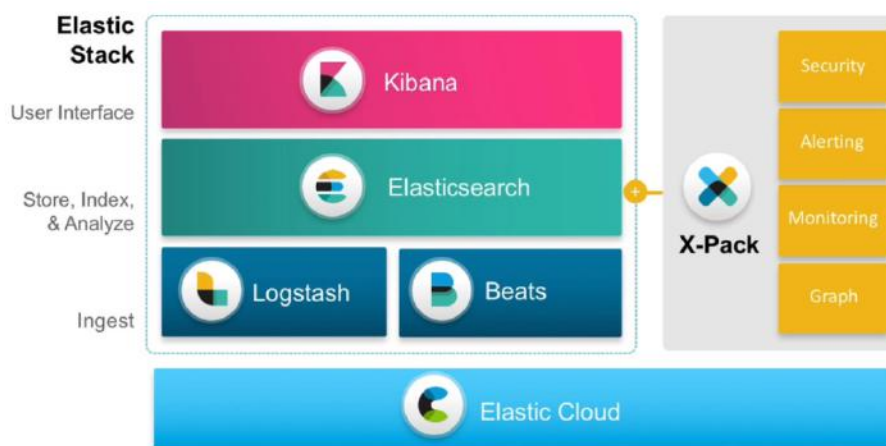 Elastic
Stack
User Interface
Kibana
Store, Index,
& Analyze
Elasticsearch
Ingest
Logstash
Beats
+
X-Pack
Security
Alerting
Monitoring
Graph
Elastic Cloud